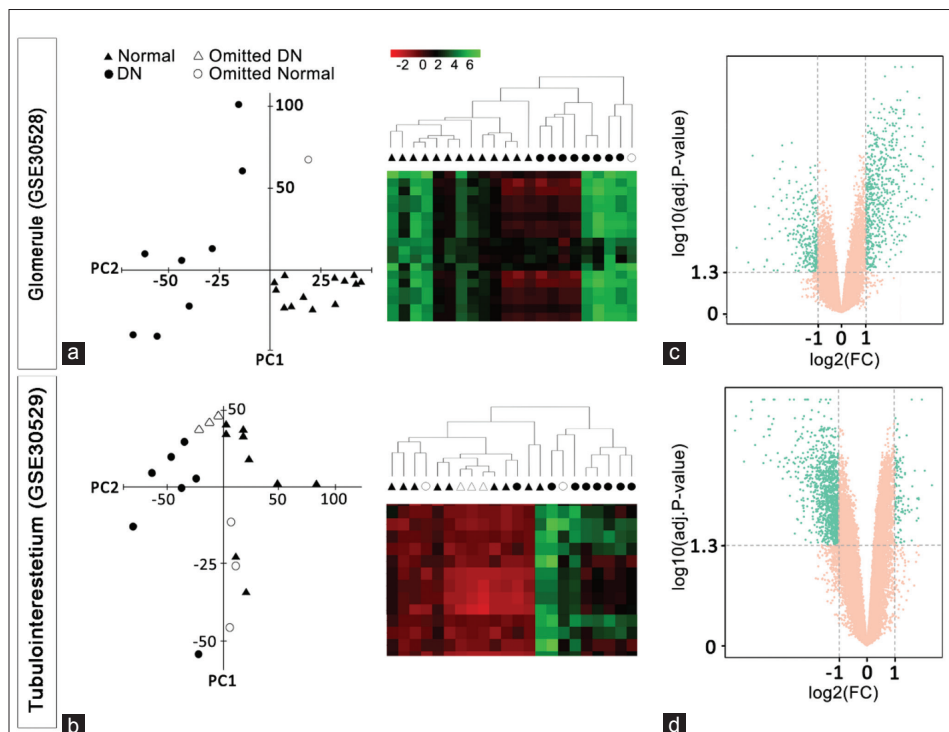 Glomerule (GSE30528)
▲ Normal △ Omitted DN
● DN ○ Omitted Normal
100
50
PC2 -50 -25 25
PC1
a
-2 0 2 4 6
log10(adj.P-value)
1.3
0
-1 0 1
log2(FC)
c
Tubulointerestetium (GSE30529)
50
PC2 -50 50 100
-25
-50
PC1
b
log10(adj.P-value)
1.3
0
-1 0 1
log2(FC)
d